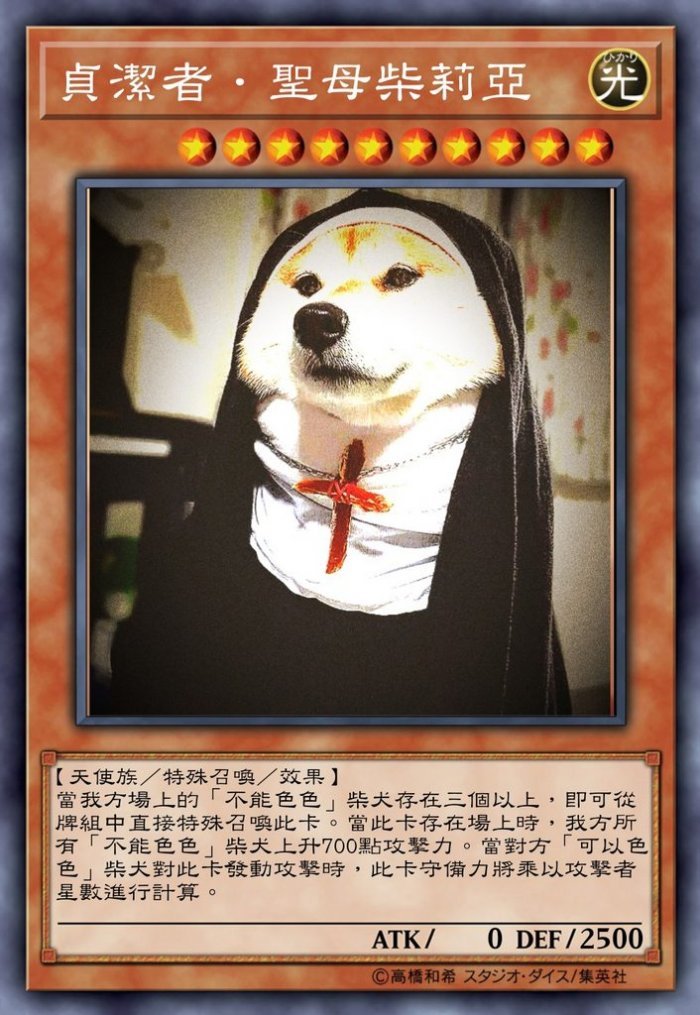 貞潔者・聖母柴莉亞
ひかり
光
【天使族／特殊召喚／效果】
當我方場上的「不能色色」柴犬存在三個以上，即可從
牌組中直接特殊召喚此卡。當此卡存在場上時，我方所
有「不能色色」柴犬上升700點攻擊力。當對方「可以色
色」柴犬對此卡發動攻擊時，此卡守備力將乘以攻擊者
星數進行計算。
ATK/ 0 DEF/2500
©高橋和希 スタジオ・ダイス/集英社